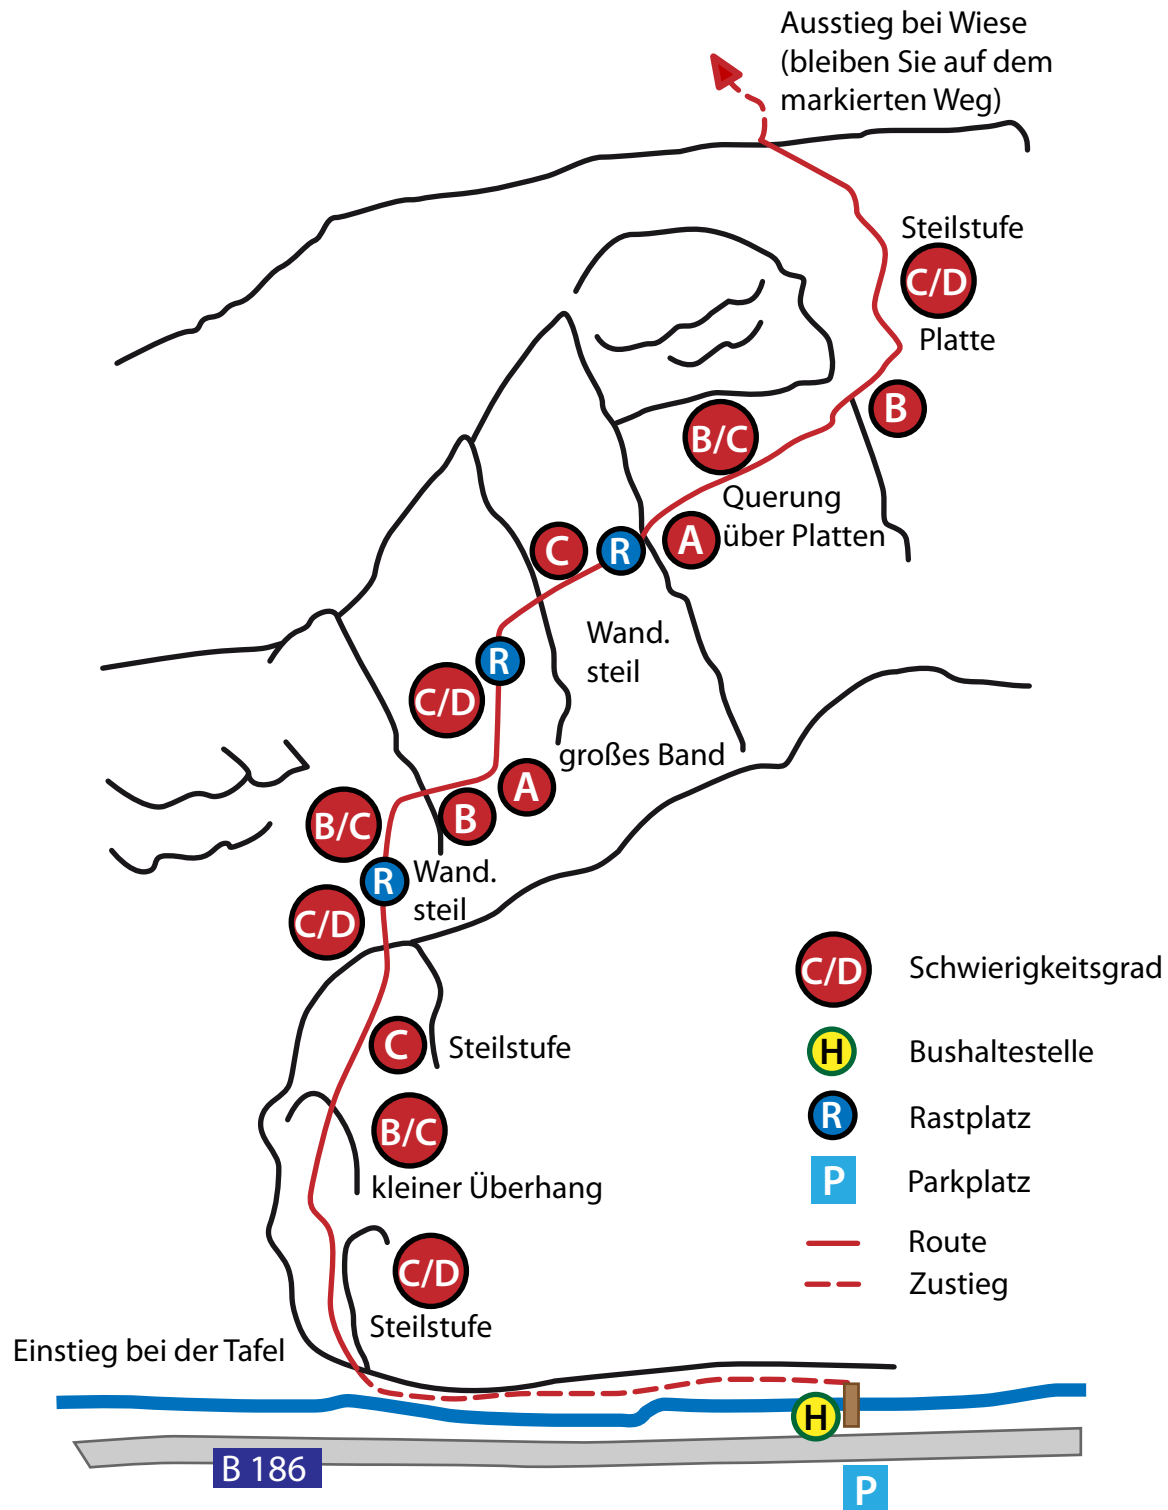 Ausstieg bei Wiese
(bleiben Sie auf dem
markierten Weg)
Steilstufe
C/D
Platte
B
B/C
Querung
über Platten
A
R
C
Wand.
steil
R
C/D
großes Band
A
B
B/C
R
Wand.
steil
C/D
C
Steilstufe
B/C
kleiner Überhang
C/D
Steilstufe
Einstieg bei der Tafel
H
B 186
P
C/D Schwierigkeitsgrad
H Bushaltestelle
R Rastplatz
P Parkplatz
Route
Zustieg